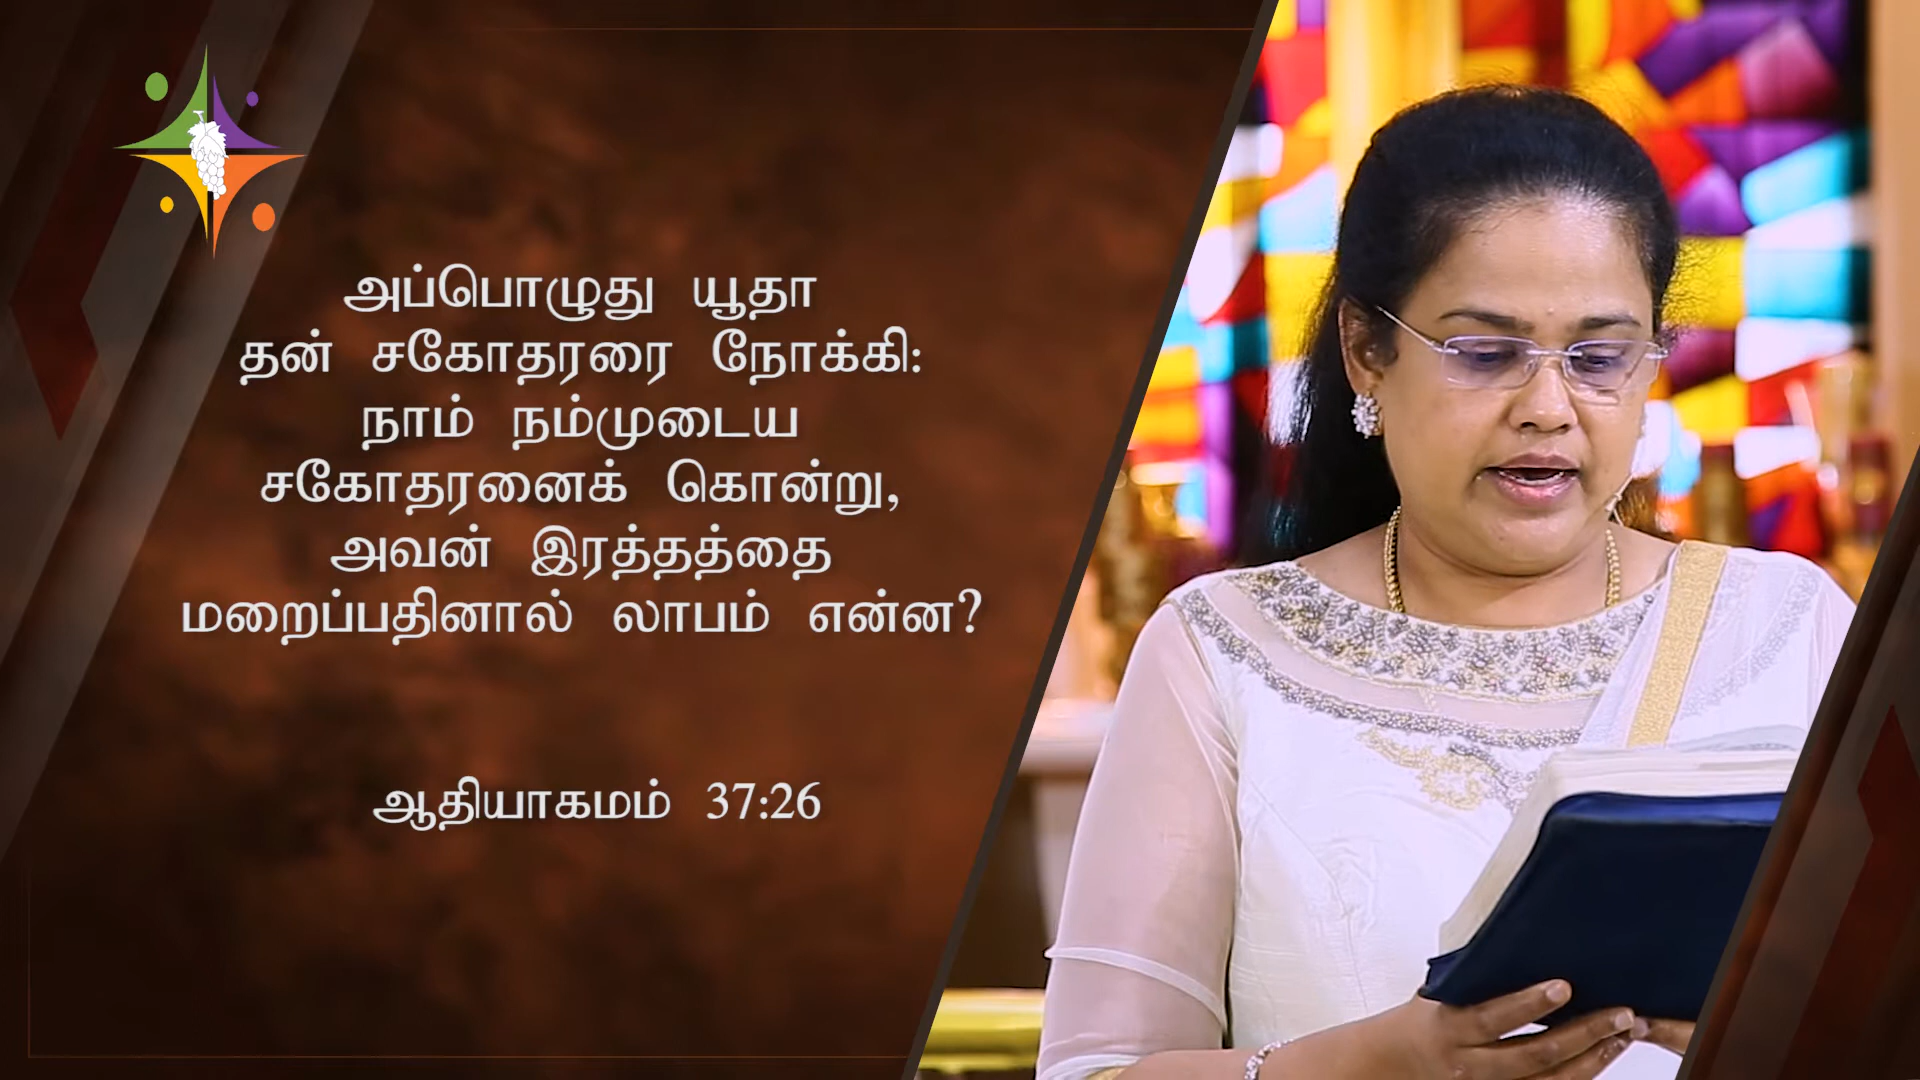 அப்பொழுது யூதா
தன் சகோதரரை நோக்கி:
நாம் நம்முடைய
சகோதரனைக் கொன்று,
அவன் இரத்தத்தை
மறைப்பதினால் லாபம் என்ன?
ஆதியாகமம் 37:26